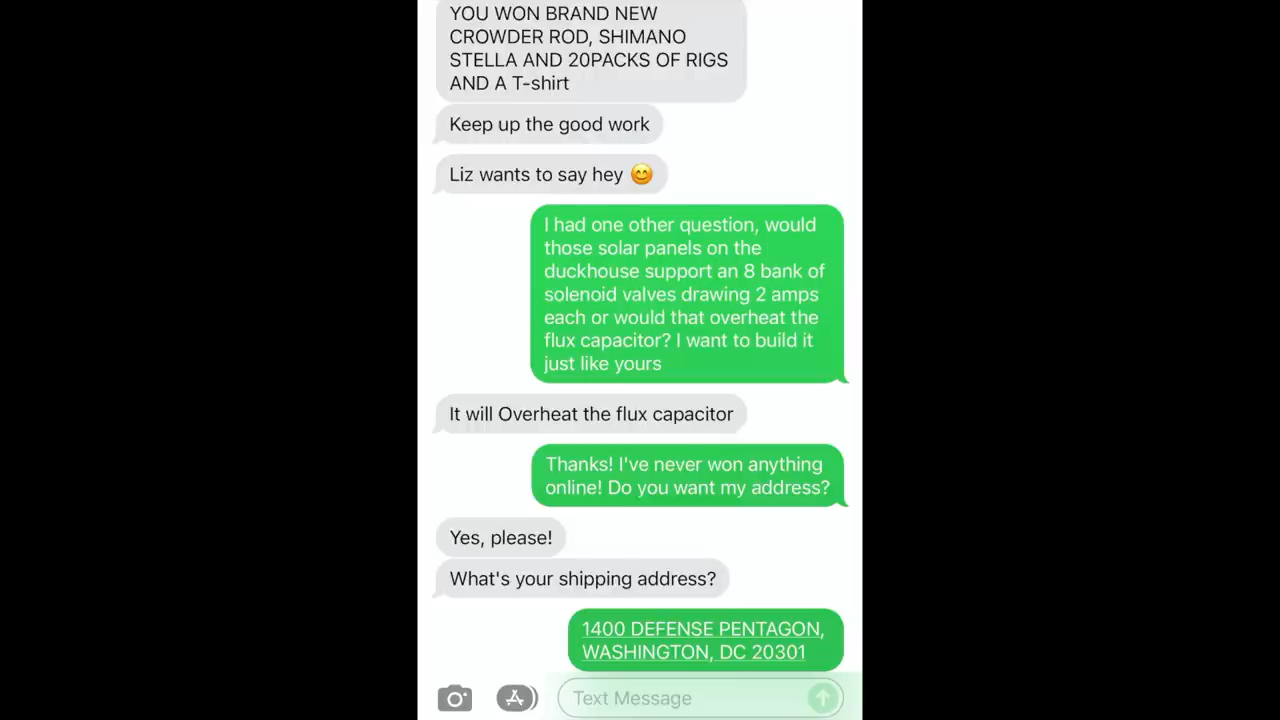 YOU WON BRAND NEW
CROWDER ROD, SHIMANO
STELLA AND 20PACKS OF RIGS
AND A T-shirt
Keep up the good work
Liz wants to say hey 😊
I had one other question, would
those solar panels on the
duckhouse support an 8 bank of
solenoid valves drawing 2 amps
each or would that overheat the
flux capacitor? I want to build it
just like yours
It will Overheat the flux capacitor
Thanks! I've never won anything
online! Do you want my address?
Yes, please!
What's your shipping address?
1400 DEFENSE PENTAGON,
WASHINGTON, DC 20301
Text Message